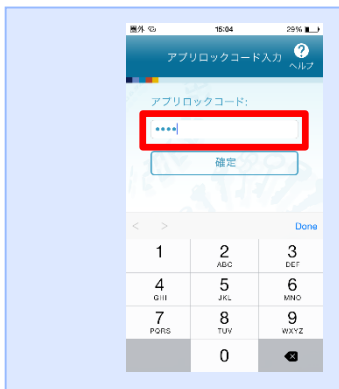 圏外 15:04 29%
アプリロックコード入力 ?
ヘルプ
アプリロックコード:
••••
確定
< > Done
1 2 3
ABC DEF
4 5 6
GHI JKL MNO
7 8 9
PQRS TUV WXYZ
0